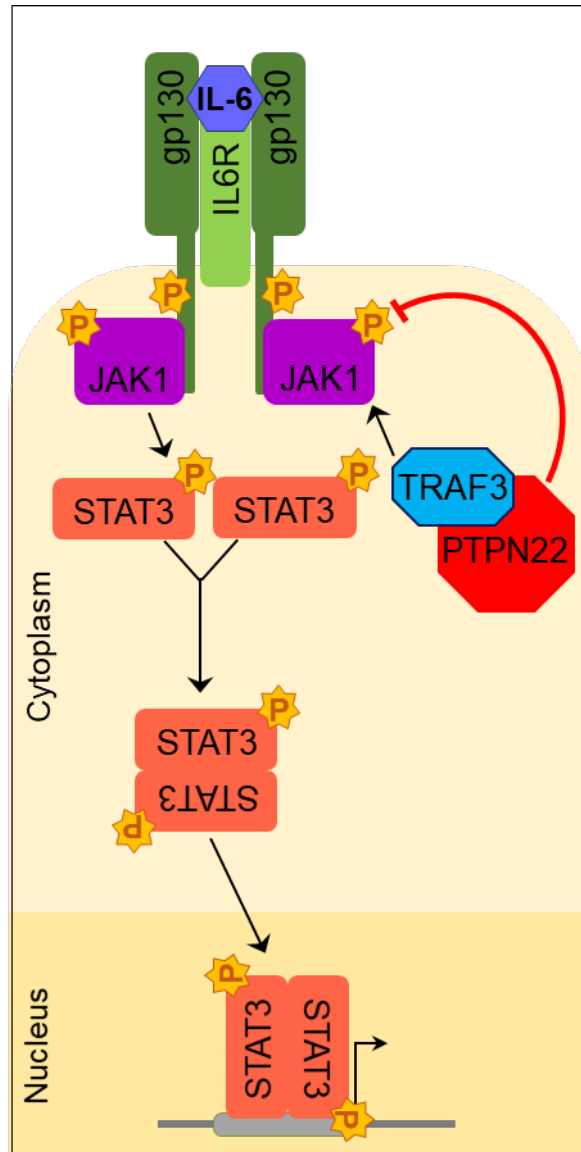 gp130
IL-6
gp130
IL6R
P
P
P
P
JAK1
JAK1
P
P
STAT3
STAT3
TRAF3
PTPN22
Cytoplasm
P
STAT3
STAT3
P
Nucleus
P
STAT3
STAT3
P